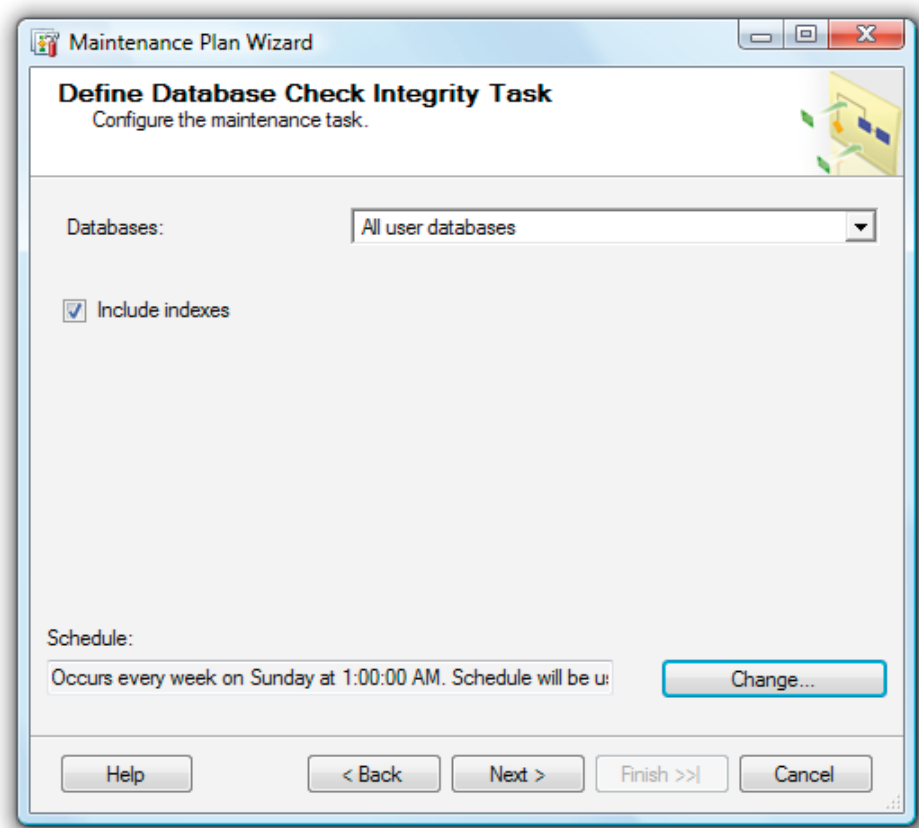 Maintenance Plan Wizard
Define Database Check Integrity Task
Configure the maintenance task.
Databases:
All user databases
Include indexes
Schedule:
Occurs every week on Sunday at 1:00:00 AM. Schedule will be
Change...
Help
< Back
Next >
Finish >>|
Cancel